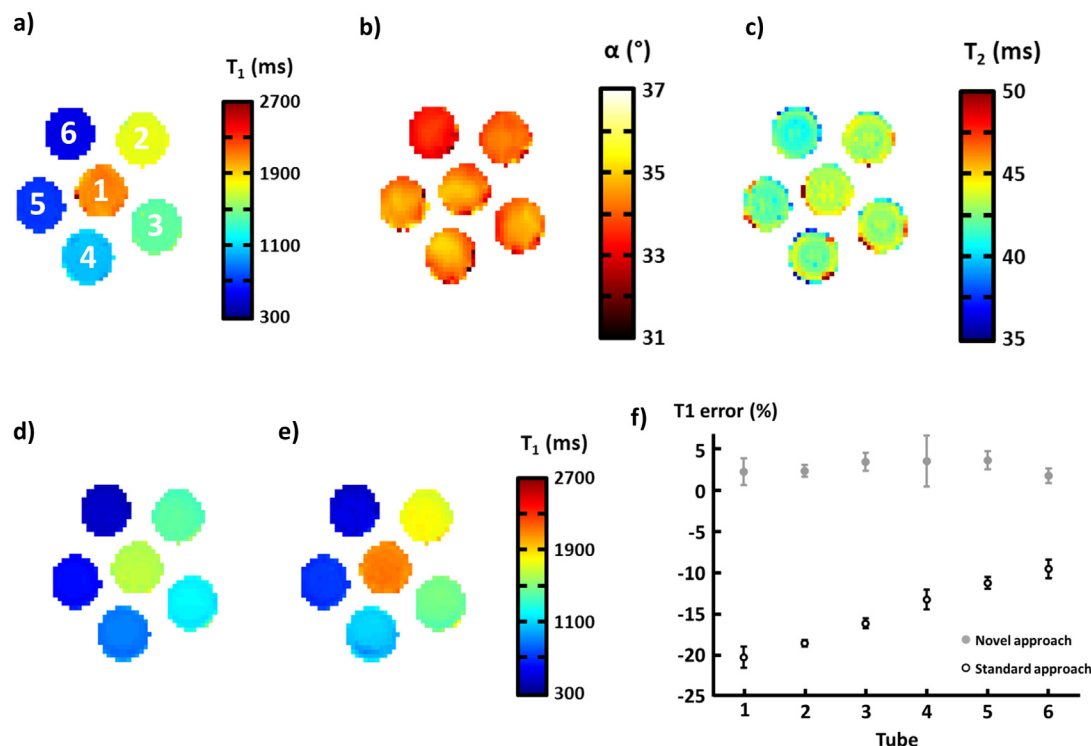 a)
T₁ (ms)
2700
1900
1100
300
6
2
1
5
3
4
b)
α (°)
37
35
33
31
c)
T₂ (ms)
50
45
40
35
d)
e)
T₁ (ms)
2700
1900
1100
300
f)
T1 error (%)
5
0
-5
-10
-15
-20
-25
Novel approach
Standard approach
1 2 3 4 5 6
Tube